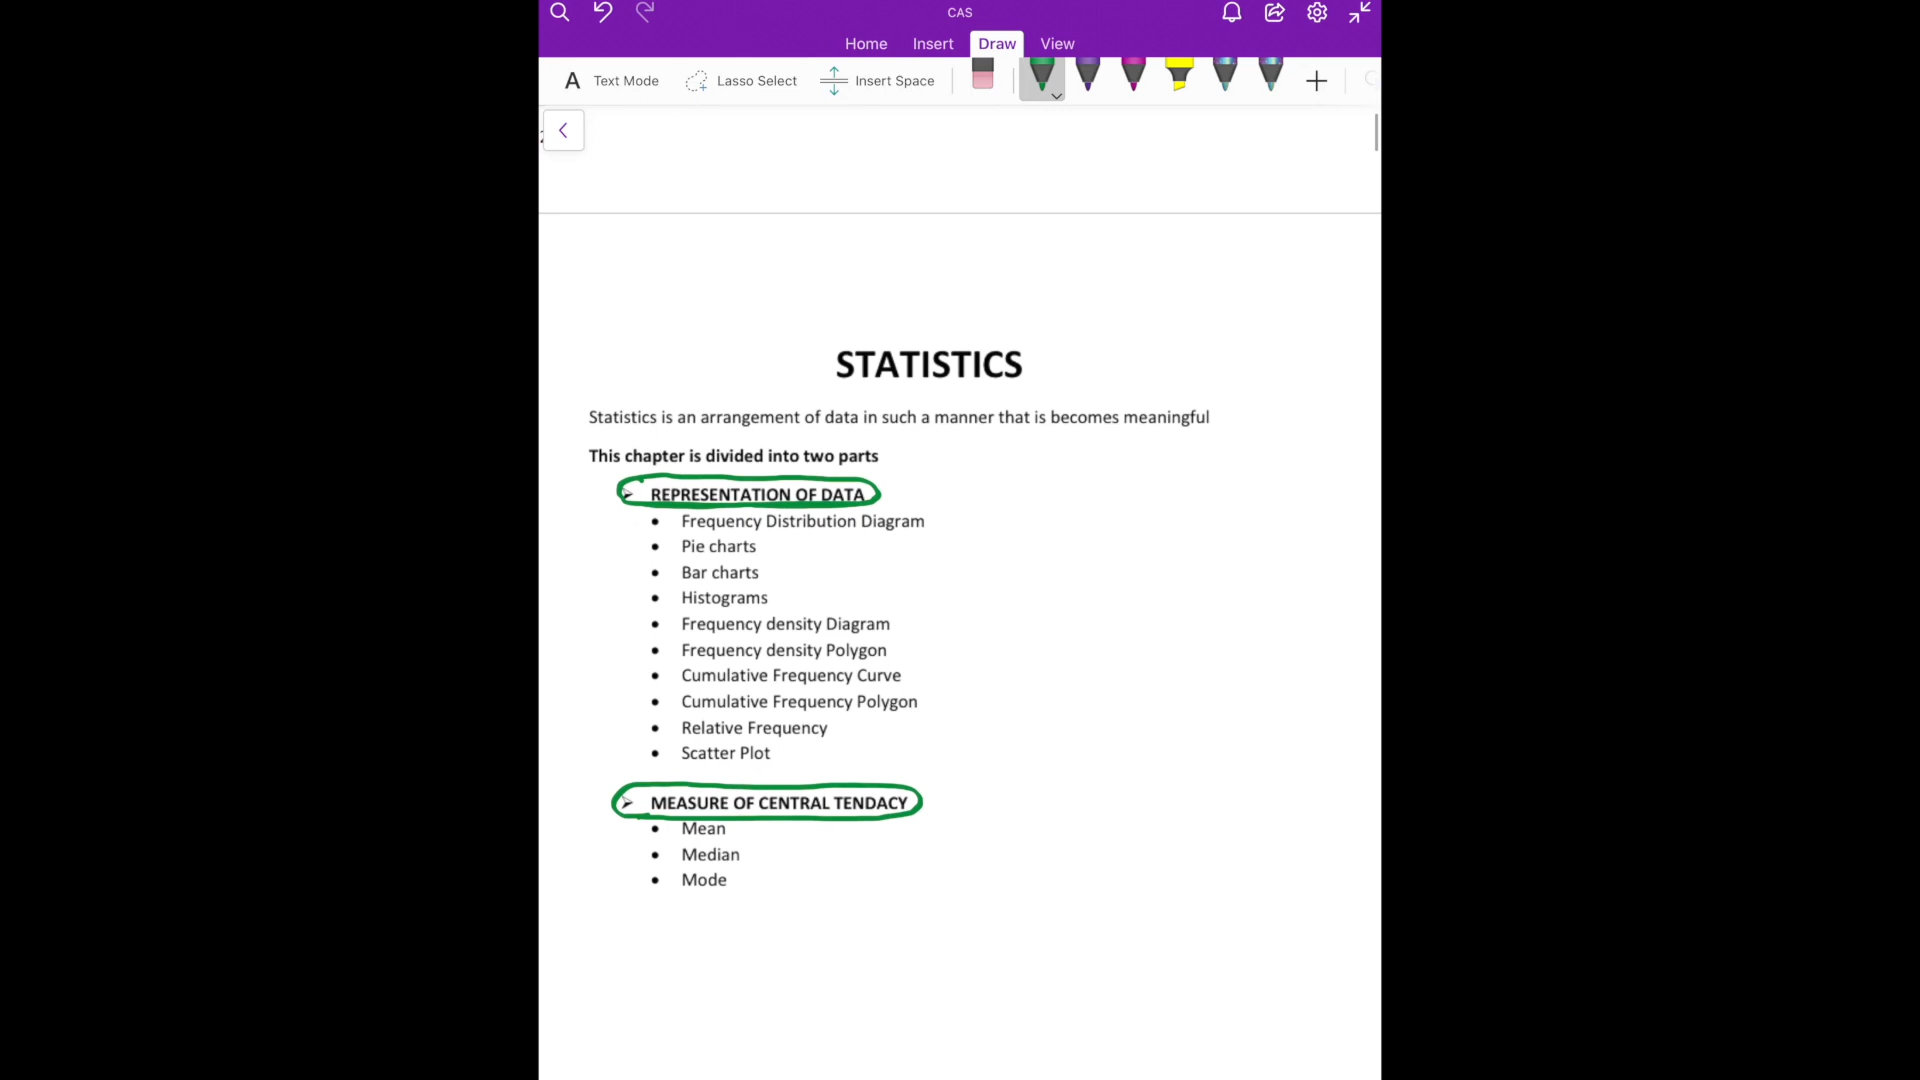 CAS
Home Insert Draw View
A Text Mode Lasso Select Insert Space
STATISTICS
Statistics is an arrangement of data in such a manner that is becomes meaningful
This chapter is divided into two parts
➢ REPRESENTATION OF DATA
• Frequency Distribution Diagram
• Pie charts
• Bar charts
• Histograms
• Frequency density Diagram
• Frequency density Polygon
• Cumulative Frequency Curve
• Cumulative Frequency Polygon
• Relative Frequency
• Scatter Plot
➢ MEASURE OF CENTRAL TENDACY
• Mean
• Median
• Mode